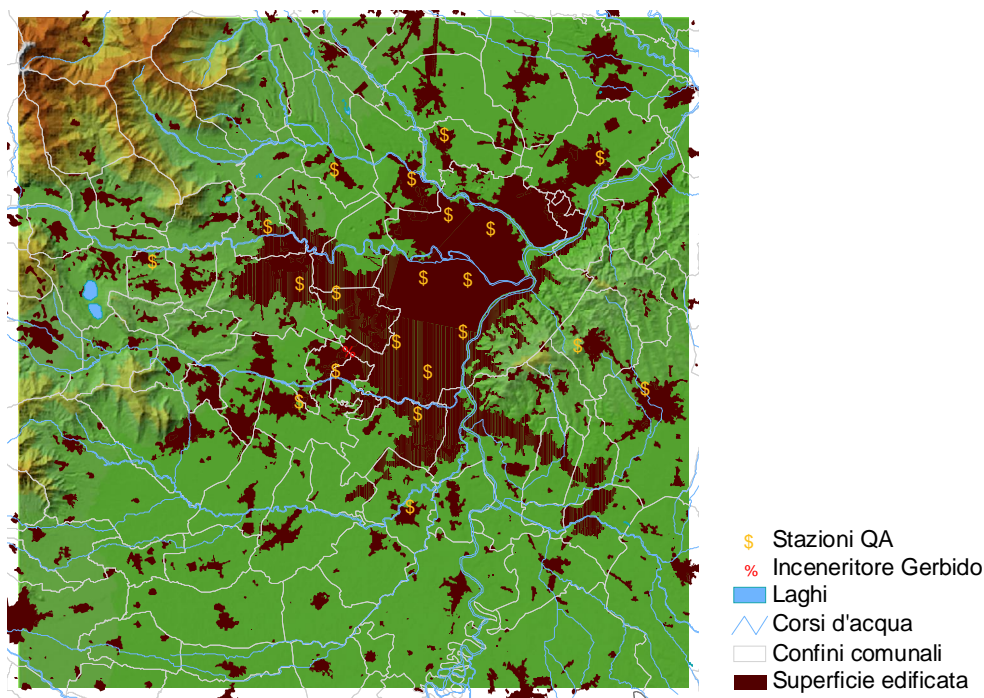 $ Stazioni QA
% Inceneritore Gerbido
Laghi
Corsi d'acqua
Confini comunali
Superficie edificata